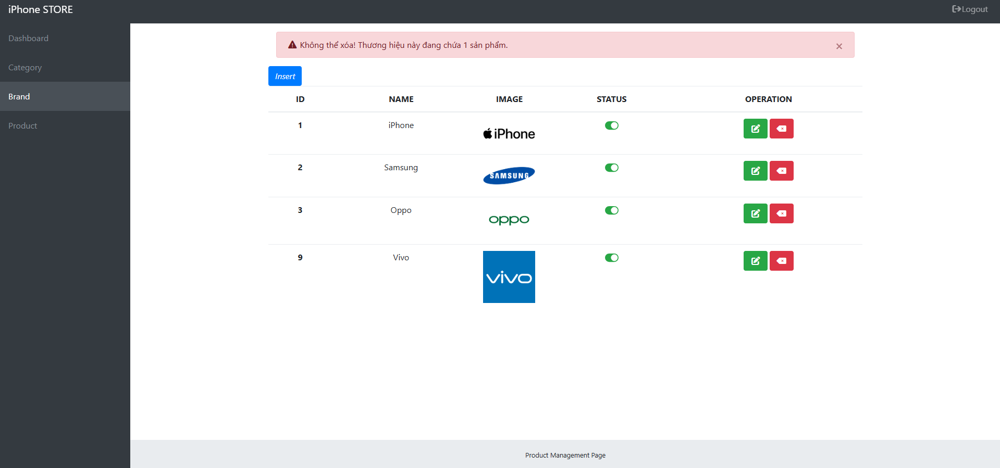 iPhone STORE
Logout
Dashboard
Category
Brand
Product
Không thể xóa! Thương hiệu này đang chứa 1 sản phẩm.
×
Insert
ID NAME IMAGE STATUS OPERATION
1 iPhone iPhone
2 Samsung SAMSUNG
3 Oppo oppo
9 Vivo vivo
Product Management Page